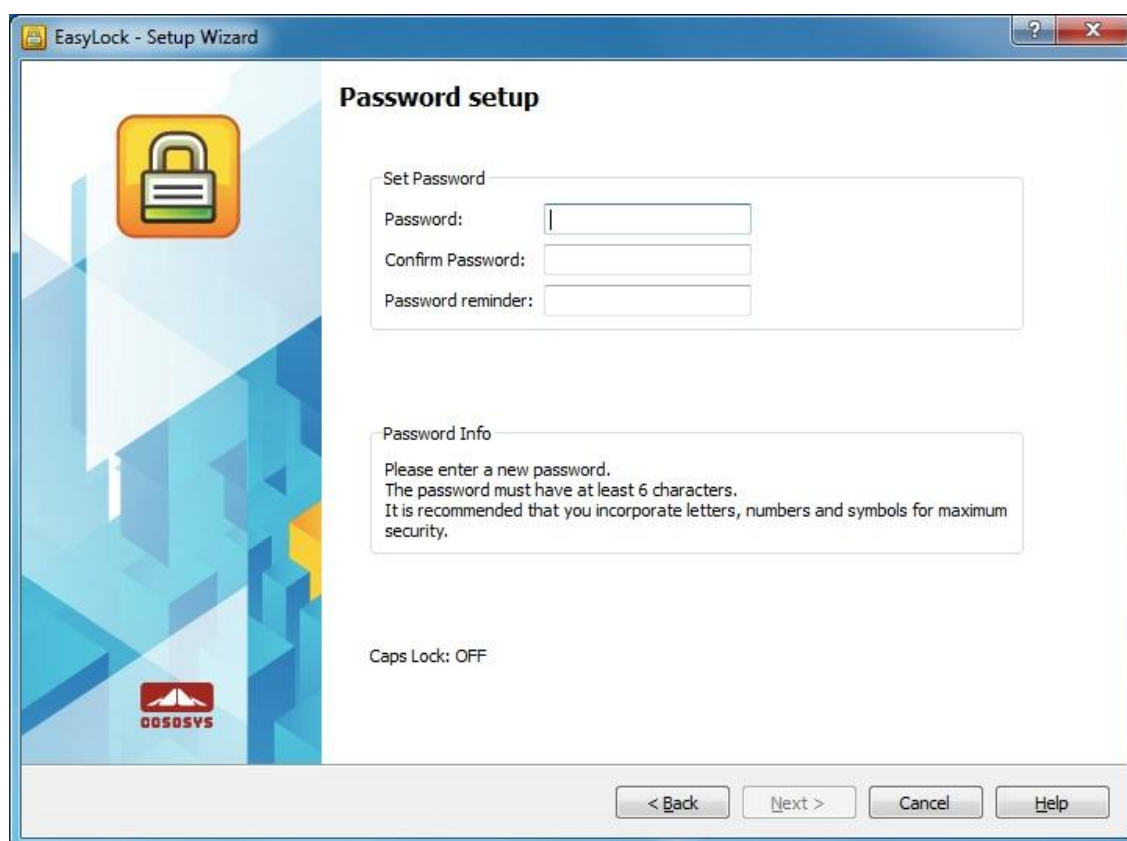 EasyLock - Setup Wizard
?
X
Password setup
Set Password
Password:
Confirm Password:
Password reminder:
Password Info
Please enter a new password.
The password must have at least 6 characters.
It is recommended that you incorporate letters, numbers and symbols for maximum
security.
Caps Lock: OFF
COSOSYS
< Back
Next >
Cancel
Help